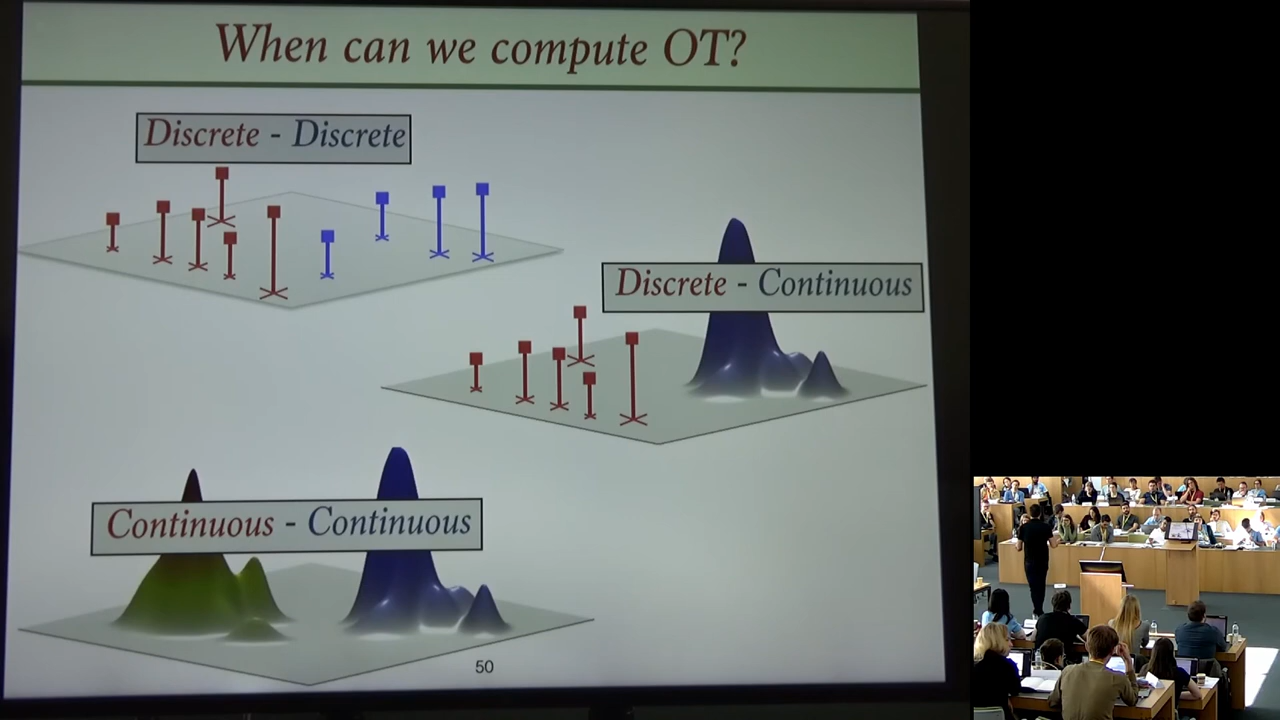 When can we compute OT?
Discrete - Discrete
Discrete - Continuous
Continuous - Continuous
50